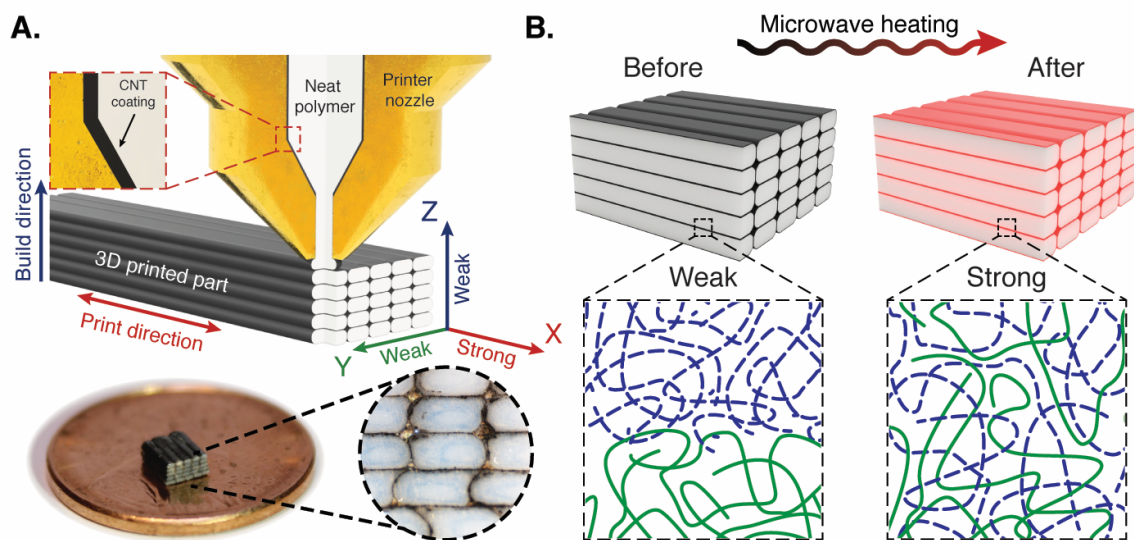 A.
CNT
coating
Neat
polymer
Printer
nozzle
Build direction
3D printed part
Print direction
Z
Weak
X
Strong
Y
Weak
B.
Microwave heating
Before
After
Weak
Strong